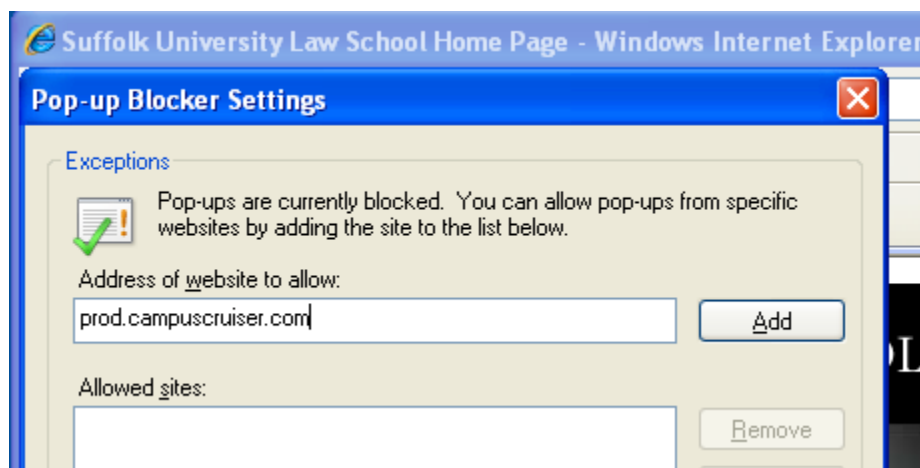 Suffolk University Law School Home Page - Windows Internet Explorer
Pop-up Blocker Settings
Exceptions
Pop-ups are currently blocked. You can allow pop-ups from specific
websites by adding the site to the list below.
Address of website to allow:
prod.campuscruiser.com
Add
Allowed sites:
Remove